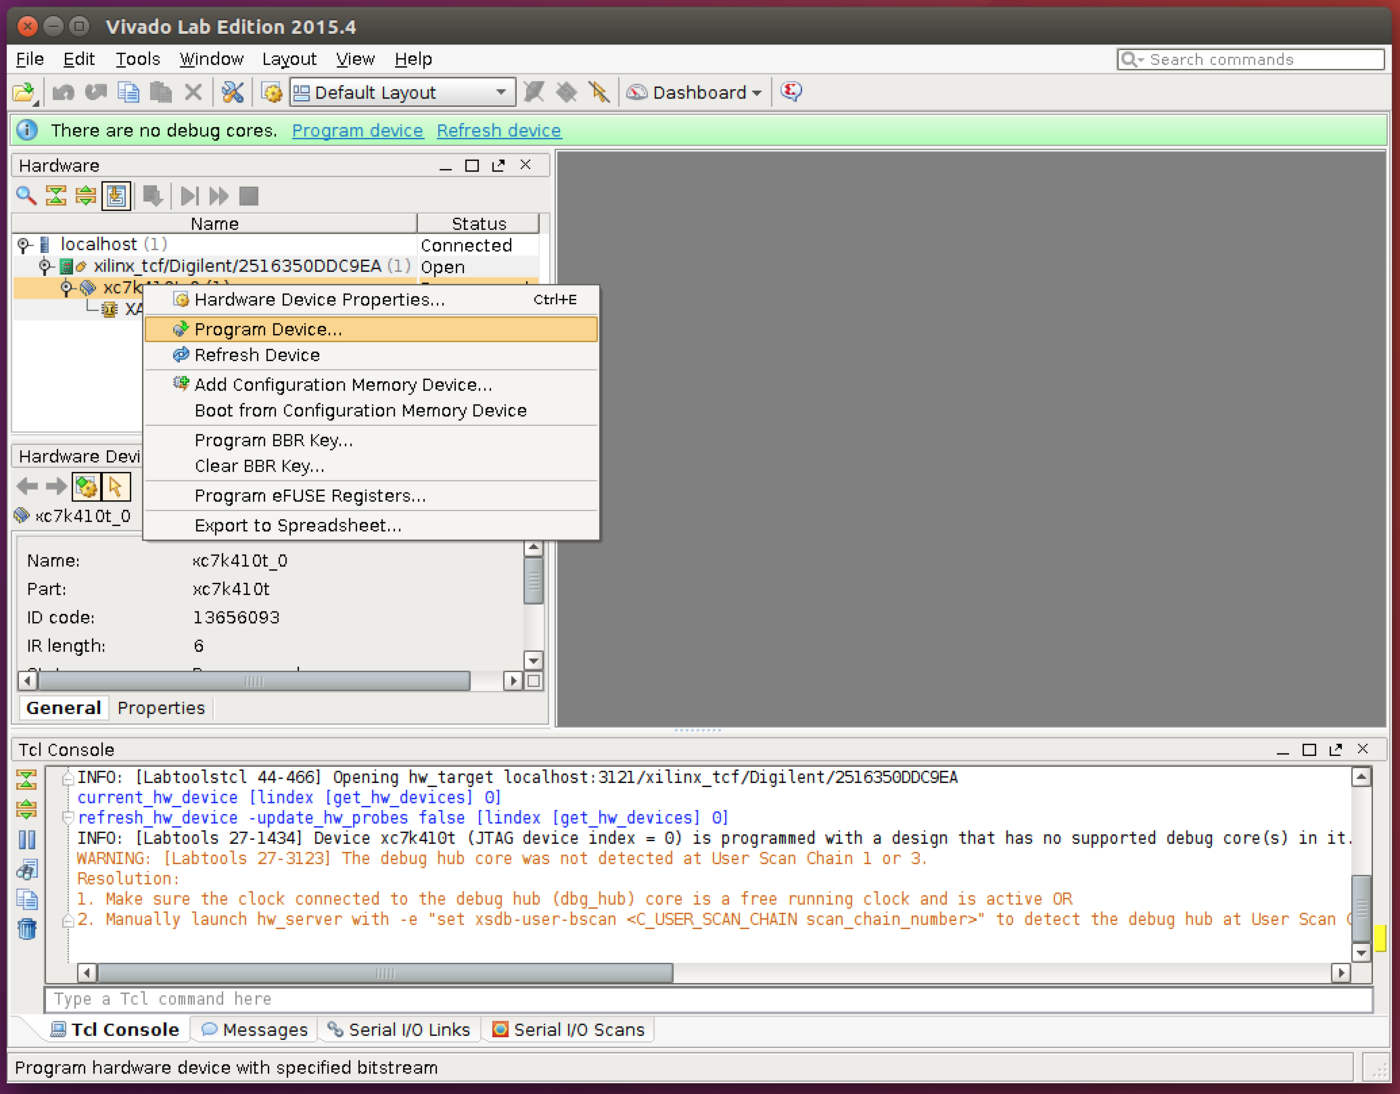 Vivado Lab Edition 2015.4
File Edit Tools Window Layout View Help
Search commands
Default Layout
Dashboard
There are no debug cores. Program device Refresh device
Hardware
Name Status
localhost (1) Connected
xilinx_tcf/Digilent/2516350DDC9EA (1) Open
Hardware Device Properties... Ctrl+E
Program Device...
Refresh Device
Add Configuration Memory Device...
Boot from Configuration Memory Device
Program BBR Key...
Clear BBR Key...
Program eFUSE Registers...
Export to Spreadsheet...
Hardware Devi
xc7k410t_0
Name: xc7k410t_0
Part: xc7k410t
ID code: 13656093
IR length: 6
General Properties
Tcl Console
INFO: [Labtoolstcl 44-466] Opening hw_target localhost:3121/xilinx_tcf/Digilent/2516350DDC9EA
current_hw_device [lindex [get_hw_devices] 0]
refresh_hw_device -update_hw_probes false [lindex [get_hw_devices] 0]
INFO: [Labtools 27-1434] Device xc7k410t (JTAG device index = 0) is programmed with a design that has no supported debug core(s) in it.
WARNING: [Labtools 27-3123] The debug hub core was not detected at User Scan Chain 1 or 3.
Resolution:
1. Make sure the clock connected to the debug hub (dbg_hub) core is a free running clock and is active OR
2. Manually launch hw_server with -e "set xsdb-user-bscan <C_USER_SCAN_CHAIN scan_chain_number>" to detect the debug hub at User Scan
Type a Tcl command here
Tcl Console Messages Serial I/O Links Serial I/O Scans
Program hardware device with specified bitstream